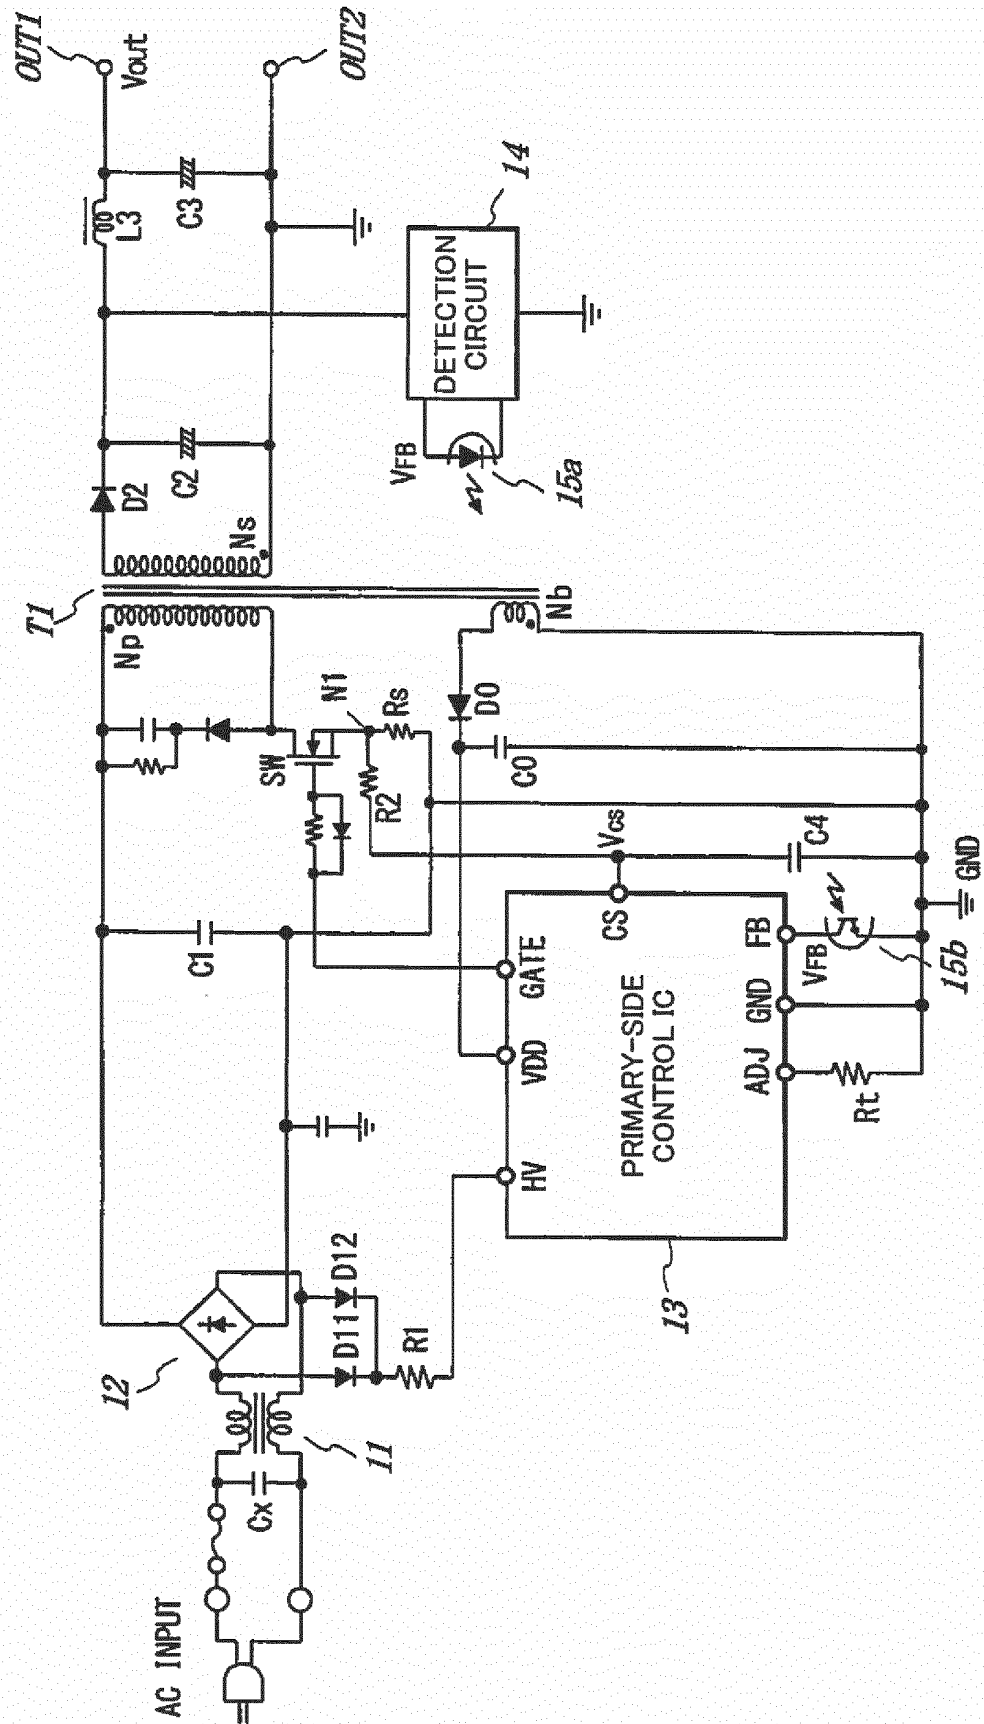 AC INPUT
Cx
11
12
D11
D12
R1
C1
Np
T1
Ns
D2
C2
L3
C3
OUT1
Vout
OUT2
SW
N1
Rs
R2
D0
C0
Nb
VFB
15a
DETECTION
CIRCUIT
14
Vcs
C4
HV
VDD
GATE
CS
PRIMARY-SIDE
CONTROL IC
13
ADJ
GND
FB
Rt
VFB
15b
GND